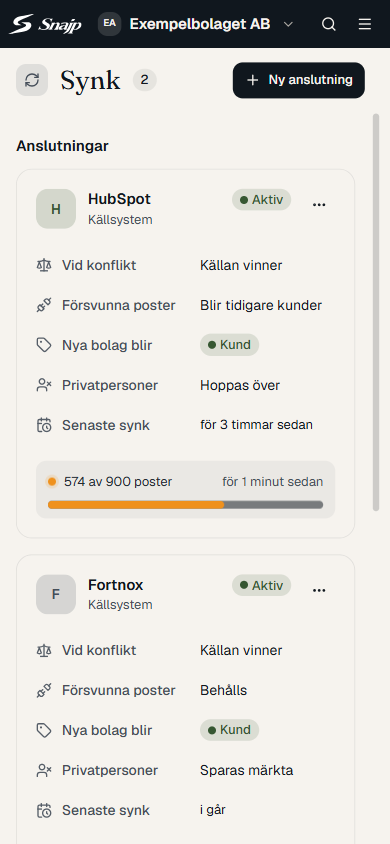 Snajp
EA
Exempelbolaget AB
Synk
2
Ny anslutning
Anslutningar
H
HubSpot
Källsystem
Aktiv
Vid konflikt
Källan vinner
Försvunna poster
Blir tidigare kunder
Nya bolag blir
Kund
Privatpersoner
Hoppas över
Senaste synk
för 3 timmar sedan
574 av 900 poster
för 1 minut sedan
F
Fortnox
Källsystem
Aktiv
Vid konflikt
Källan vinner
Försvunna poster
Behålls
Nya bolag blir
Kund
Privatpersoner
Sparas märkta
Senaste synk
i går